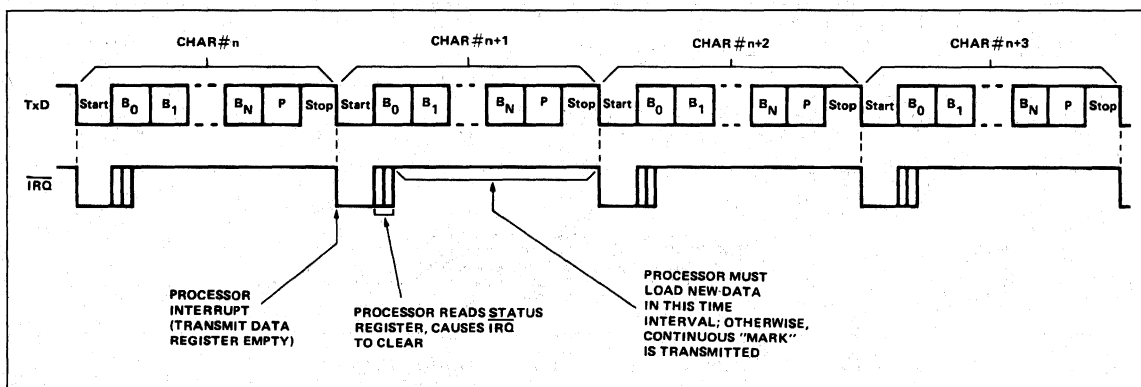 CHAR#n CHAR#n+1 CHAR#n+2 CHAR#n+3
TxD Start B0 B1 BN P Stop Start B0 B1 BN P Stop Start B0 B1 BN P Stop Start B0 B1 BN P Stop
IRQ
PROCESSOR
INTERRUPT
(TRANSMIT DATA
REGISTER EMPTY)
PROCESSOR READS STATUS
REGISTER, CAUSES IRQ
TO CLEAR
PROCESSOR MUST
LOAD NEW DATA
IN THIS TIME
INTERVAL; OTHERWISE,
CONTINUOUS "MARK"
IS TRANSMITTED